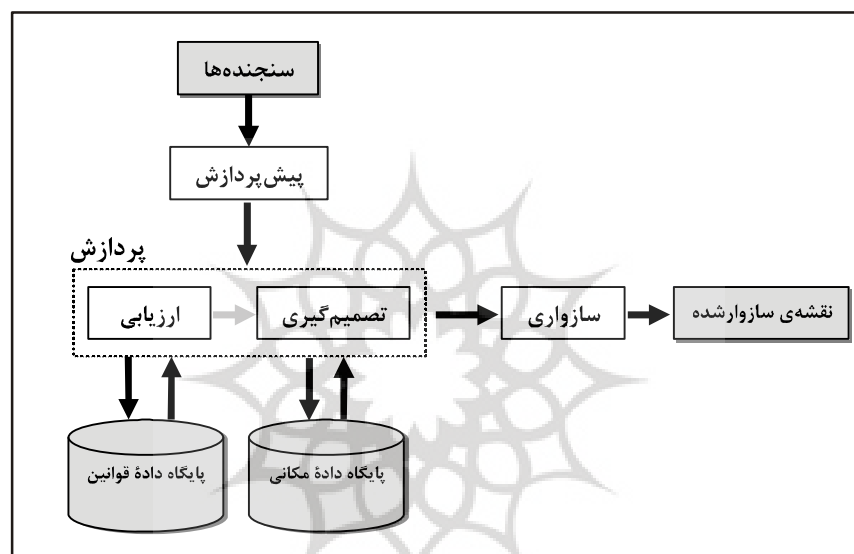 سنجنده‌ها
پیش‌پردازش
پردازش
ارزیابی
تصمیم‌گیری
سازواری
نقشه‌ی سازوارشده
پایگاه دادهٔ قوانین
پایگاه دادهٔ مکانی